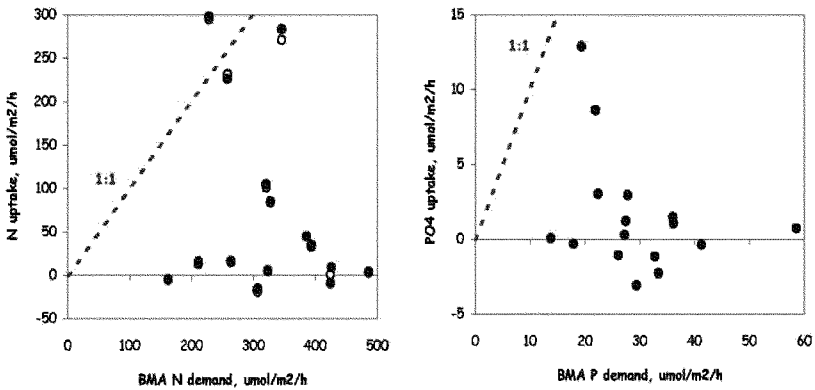 300
250
200
150
100
50
0
-50
N uptake, umol/m2/h
1:1
0 100 200 300 400 500
BMA N demand, umol/m2/h
15
10
5
0
-5
PO4 uptake, umol/m2/h
1:1
0 10 20 30 40 50 60
BMA P demand, umol/m2/h